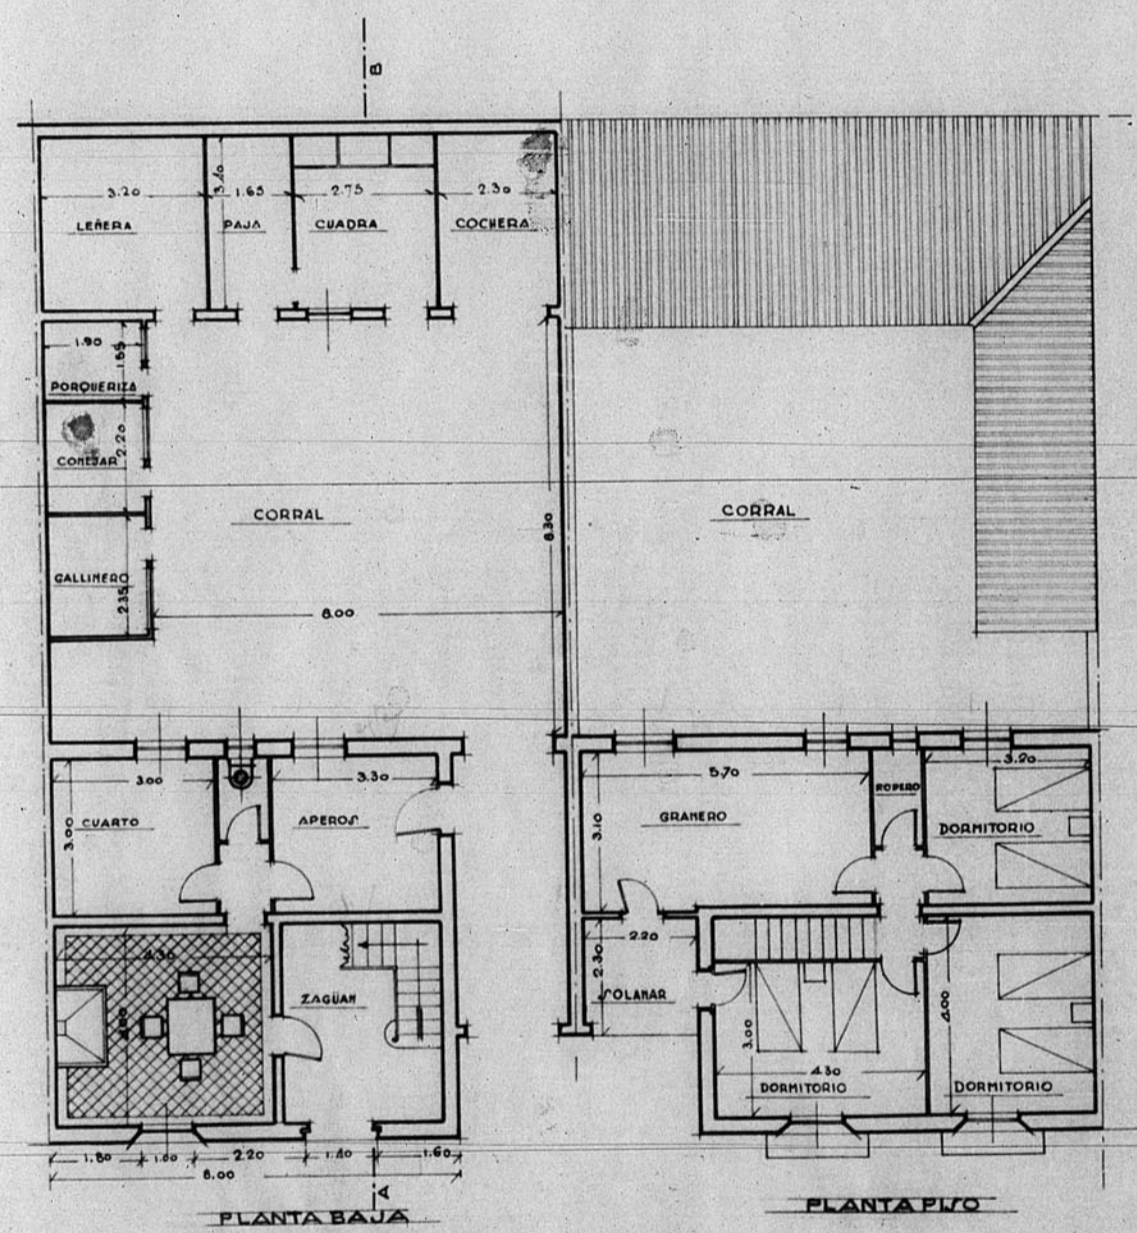 B
3.20
3.40
1.65
2.75
2.30
LEÑERA
PAJA
CUADRA
COCHERA
1.90
1.55
PORQUERIZA
2.20
CONEJAR
CORRAL
8.30
CORRAL
GALLINERO
2.35
8.00
3.00
3.30
3.00
CUARTO
APEROS
5.70
ROPERO
3.20
3.10
GRANERO
DORMITORIO
4.30
ZAGÜAN
2.20
2.30
SOLANAR
4.00
3.00
4.30
DORMITORIO
DORMITORIO
1.80
1.00
2.20
1.40
1.60
8.00
A
PLANTA BAJA
PLANTA PISO